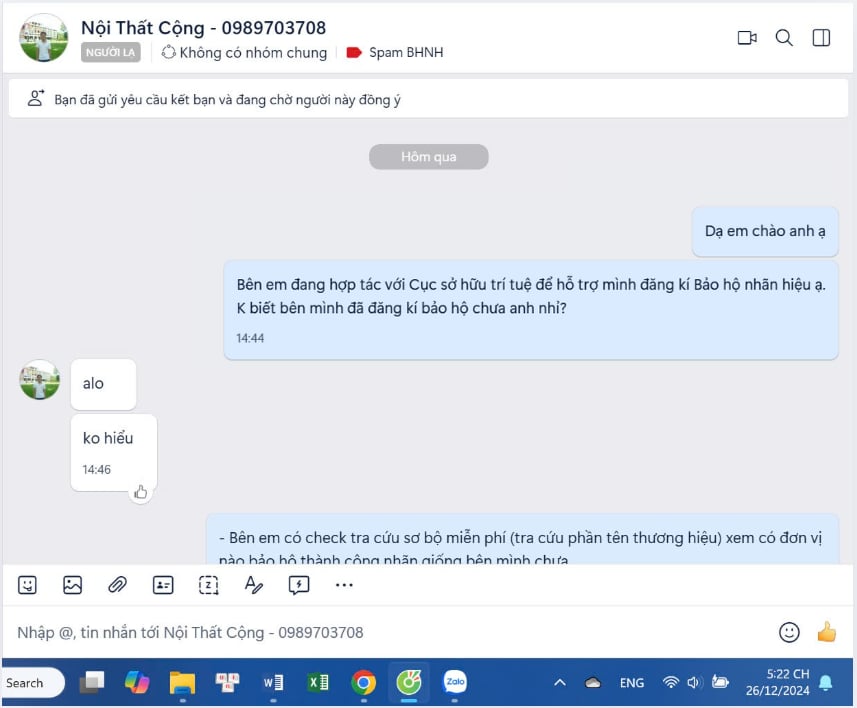 Nội Thất Cộng - 0989703708
NGƯỜI LẠ
Không có nhóm chung
Spam BHNH
Bạn đã gửi yêu cầu kết bạn và đang chờ người này đồng ý
Hôm qua
Dạ em chào anh ạ
Bên em đang hợp tác với Cục sở hữu trí tuệ để hỗ trợ mình đăng kí Bảo hộ nhãn hiệu ạ.
K biết bên mình đã đăng kí bảo hộ chưa anh nhỉ?
14:44
alo
ko hiểu
14:46
- Bên em có check tra cứu sơ bộ miễn phí (tra cứu phần tên thương hiệu) xem có đơn vị
nào bảo hộ thành công nhãn giống bên mình chưa
Nhập @, tin nhắn tới Nội Thất Cộng - 0989703708
Search
Zalo
ENG
5:22 CH
26/12/2024